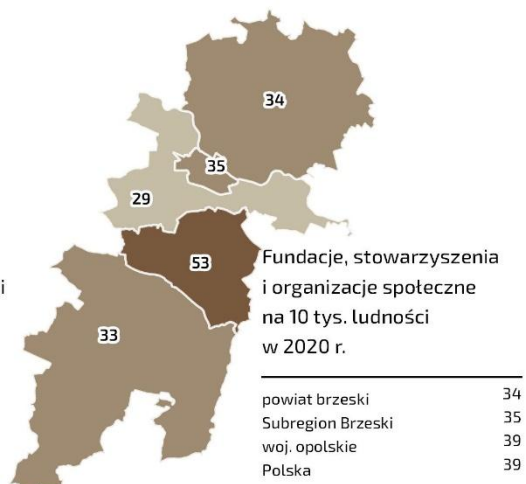 34
35
29
53
33
i
Fundacje, stowarzyszenia
i organizacje społeczne
na 10 tys. ludności
w 2020 r.
powiat brzeski 34
Subregion Brzeski 35
woj. opolskie 39
Polska 39